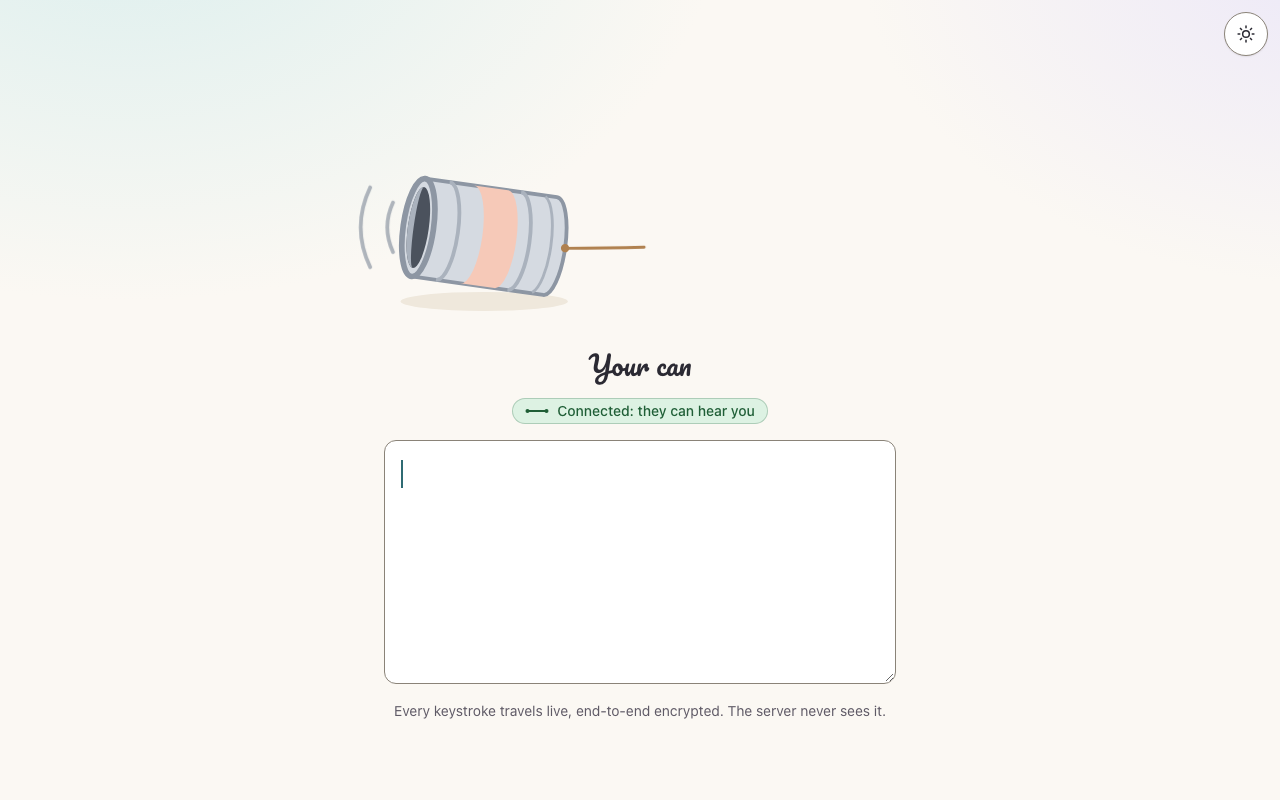 Your can
Connected: they can hear you
Every keystroke travels live, end-to-end encrypted. The server never sees it.